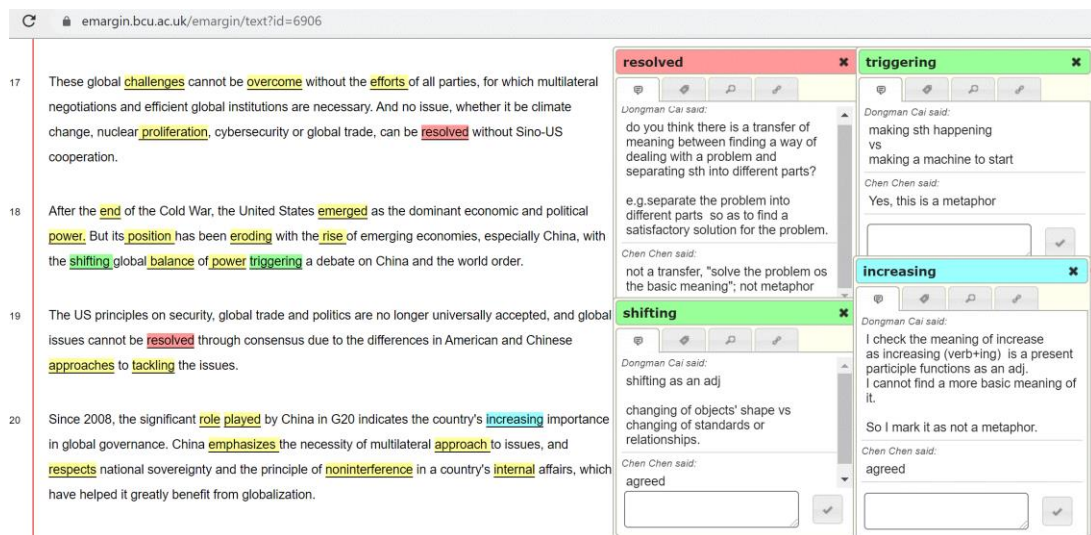 emargin.bcu.ac.uk/emargin/text?id=6906
17 These global challenges cannot be overcome without the efforts of all parties, for which multilateral
negotiations and efficient global institutions are necessary. And no issue, whether it be climate
change, nuclear proliferation, cybersecurity or global trade, can be resolved without Sino-US
cooperation.
18 After the end of the Cold War, the United States emerged as the dominant economic and political
power. But its position has been eroding with the rise of emerging economies, especially China, with
the shifting global balance of power triggering a debate on China and the world order.
19 The US principles on security, global trade and politics are no longer universally accepted, and global
issues cannot be resolved through consensus due to the differences in American and Chinese
approaches to tackling the issues.
20 Since 2008, the significant role played by China in G20 indicates the country's increasing importance
in global governance. China emphasizes the necessity of multilateral approach to issues, and
respects national sovereignty and the principle of noninterference in a country's internal affairs, which
have helped it greatly benefit from globalization.
resolved
Dongman Cai said:
do you think there is a transfer of
meaning between finding a way of
dealing with a problem and
separating sth into different parts?
e.g.separate the problem into
different parts so as to find a
satisfactory solution for the problem.
Chen Chen said:
not a transfer, "solve the problem os
the basic meaning"; not metaphor
triggering
Dongman Cai said:
making sth happening
vs
making a machine to start
Chen Chen said:
Yes, this is a metaphor
shifting
Dongman Cai said:
shifting as an adj
changing of objects' shape vs
changing of standards or
relationships.
Chen Chen said:
agreed
increasing
Dongman Cai said:
I check the meaning of increase
as increasing (verb+ing) is a present
participle functions as an adj.
I cannot find a more basic meaning of
it.
So I mark it as not a metaphor.
Chen Chen said:
agreed